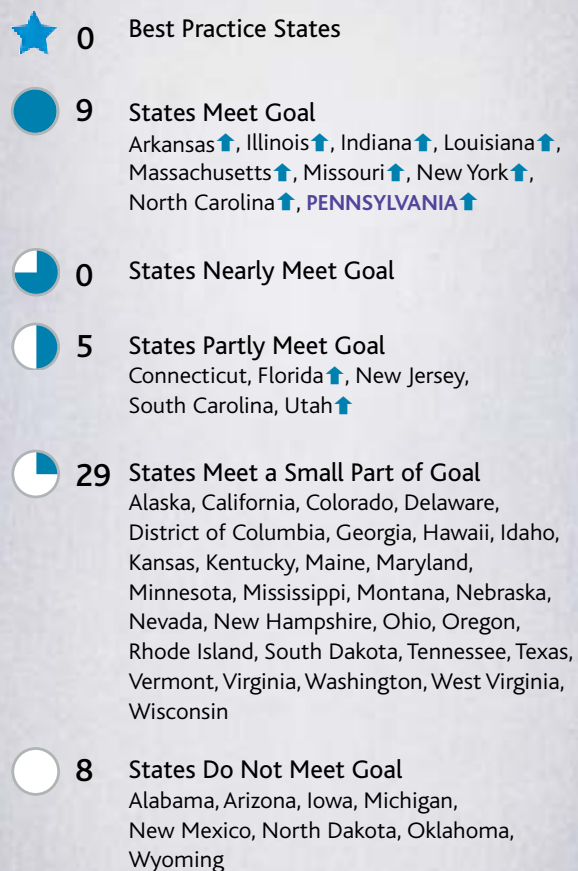 0 Best Practice States
9 States Meet Goal
Arkansas⬆, Illinois⬆, Indiana⬆, Louisiana⬆,
Massachusetts⬆, Missouri⬆, New York⬆,
North Carolina⬆, PENNSYLVANIA⬆
0 States Nearly Meet Goal
5 States Partly Meet Goal
Connecticut, Florida⬆, New Jersey,
South Carolina, Utah⬆
29 States Meet a Small Part of Goal
Alaska, California, Colorado, Delaware,
District of Columbia, Georgia, Hawaii, Idaho,
Kansas, Kentucky, Maine, Maryland,
Minnesota, Mississippi, Montana, Nebraska,
Nevada, New Hampshire, Ohio, Oregon,
Rhode Island, South Dakota, Tennessee, Texas,
Vermont, Virginia, Washington, West Virginia,
Wisconsin
8 States Do Not Meet Goal
Alabama, Arizona, Iowa, Michigan,
New Mexico, North Dakota, Oklahoma,
Wyoming